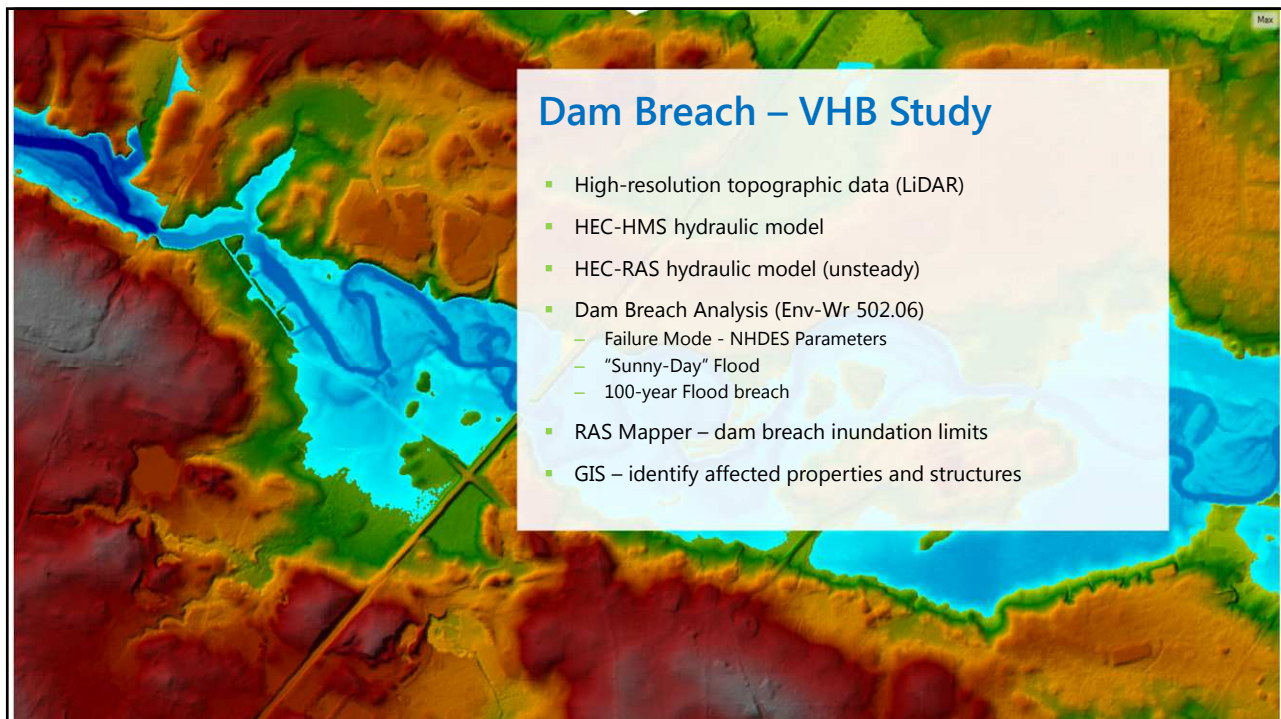 Max
Dam Breach – VHB Study
▪ High-resolution topographic data (LiDAR)
▪ HEC-HMS hydraulic model
▪ HEC-RAS hydraulic model (unsteady)
▪ Dam Breach Analysis (Env-Wr 502.06)
– Failure Mode - NHDES Parameters
– “Sunny-Day” Flood
– 100-year Flood breach
▪ RAS Mapper – dam breach inundation limits
▪ GIS – identify affected properties and structures